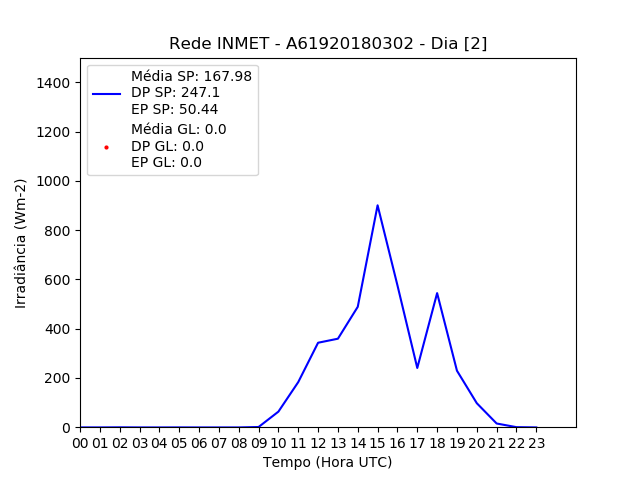 Rede INMET - A61920180302 - Dia [2]
Média SP: 167.98
DP SP: 247.1
EP SP: 50.44
Média GL: 0.0
DP GL: 0.0
EP GL: 0.0
1400
1200
1000
800
600
400
200
0
Irradiância (Wm-2)
00 01 02 03 04 05 06 07 08 09 10 11 12 13 14 15 16 17 18 19 20 21 22 23
Tempo (Hora UTC)